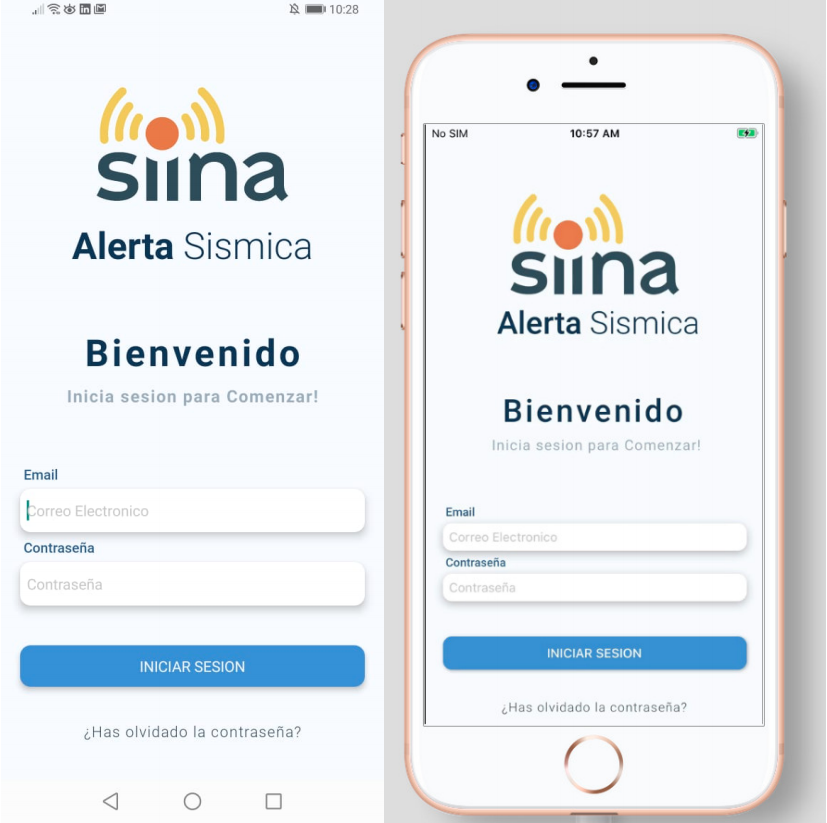 10:28
siina
Alerta Sismica
Bienvenido
Inicia sesion para Comenzar!
Email
Correo Electronico
Contraseña
Contraseña
INICIAR SESION
¿Has olvidado la contraseña?
No SIM
10:57 AM
siina
Alerta Sismica
Bienvenido
Inicia sesion para Comenzar!
Email
Correo Electronico
Contraseña
Contraseña
INICIAR SESION
¿Has olvidado la contraseña?